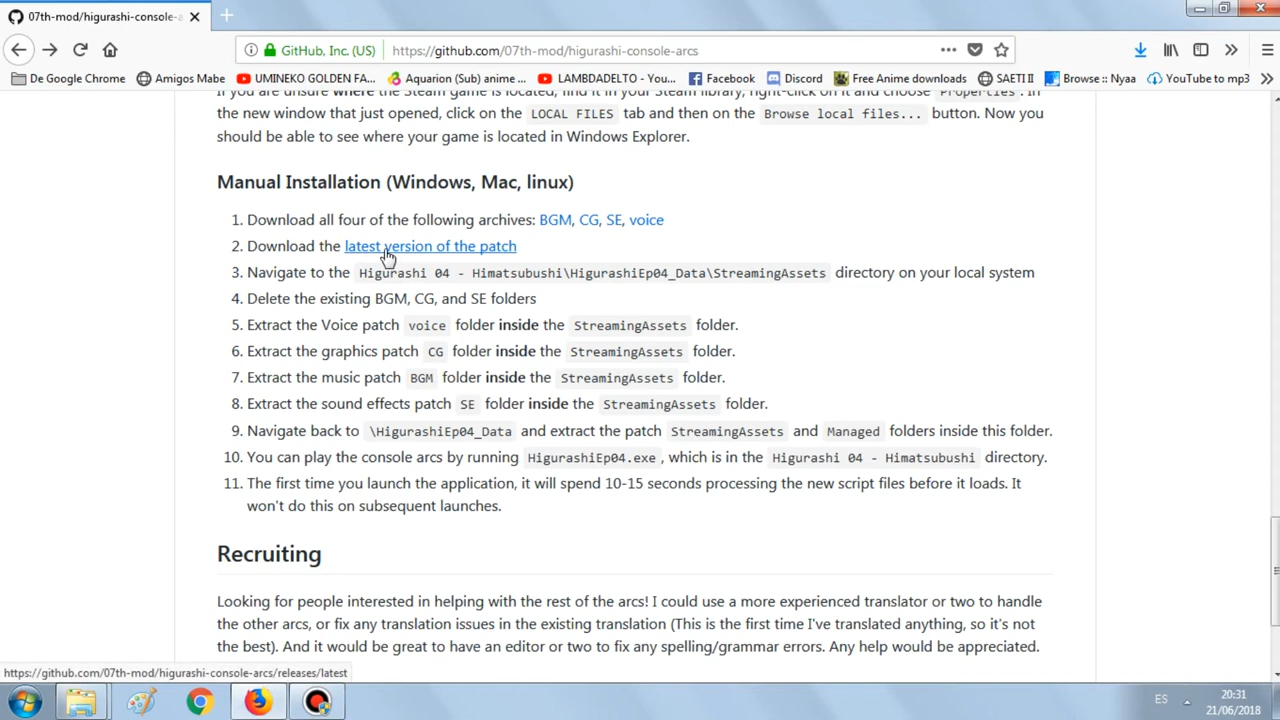 07th-mod/higurashi-console-a
GitHub, Inc. (US)
https://github.com/07th-mod/higurashi-console-arcs
De Google Chrome
Amigos Mabe
UMINEKO GOLDEN FA...
Aquarion (Sub) anime ...
LAMBDADELTO - You...
Facebook
Discord
Free Anime downloads
SAETI II
Browse :: Nyaa
YouTube to mp3
If you are unsure where the Steam game is located, find it in your Steam library, right-click on it and choose Properties. In
the new window that just opened, click on the LOCAL FILES tab and then on the Browse local files... button. Now you
should be able to see where your game is located in Windows Explorer.
Manual Installation (Windows, Mac, linux)
1. Download all four of the following archives: BGM, CG, SE, voice
2. Download the latest version of the patch
3. Navigate to the Higurashi 04 - Himatsubushi\HigurashiEp04_Data\StreamingAssets directory on your local system
4. Delete the existing BGM, CG, and SE folders
5. Extract the Voice patch voice folder inside the StreamingAssets folder.
6. Extract the graphics patch CG folder inside the StreamingAssets folder.
7. Extract the music patch BGM folder inside the StreamingAssets folder.
8. Extract the sound effects patch SE folder inside the StreamingAssets folder.
9. Navigate back to \HigurashiEp04_Data and extract the patch StreamingAssets and Managed folders inside this folder.
10. You can play the console arcs by running HigurashiEp04.exe, which is in the Higurashi 04 - Himatsubushi directory.
11. The first time you launch the application, it will spend 10-15 seconds processing the new script files before it loads. It
won't do this on subsequent launches.
Recruiting
Looking for people interested in helping with the rest of the arcs! I could use a more experienced translator or two to handle
the other arcs, or fix any translation issues in the existing translation (This is the first time I've translated anything, so it's not
the best). And it would be great to have an editor or two to fix any spelling/grammar errors. Any help would be appreciated.
https://github.com/07th-mod/higurashi-console-arcs/releases/latest
ES
20:31
21/06/2018